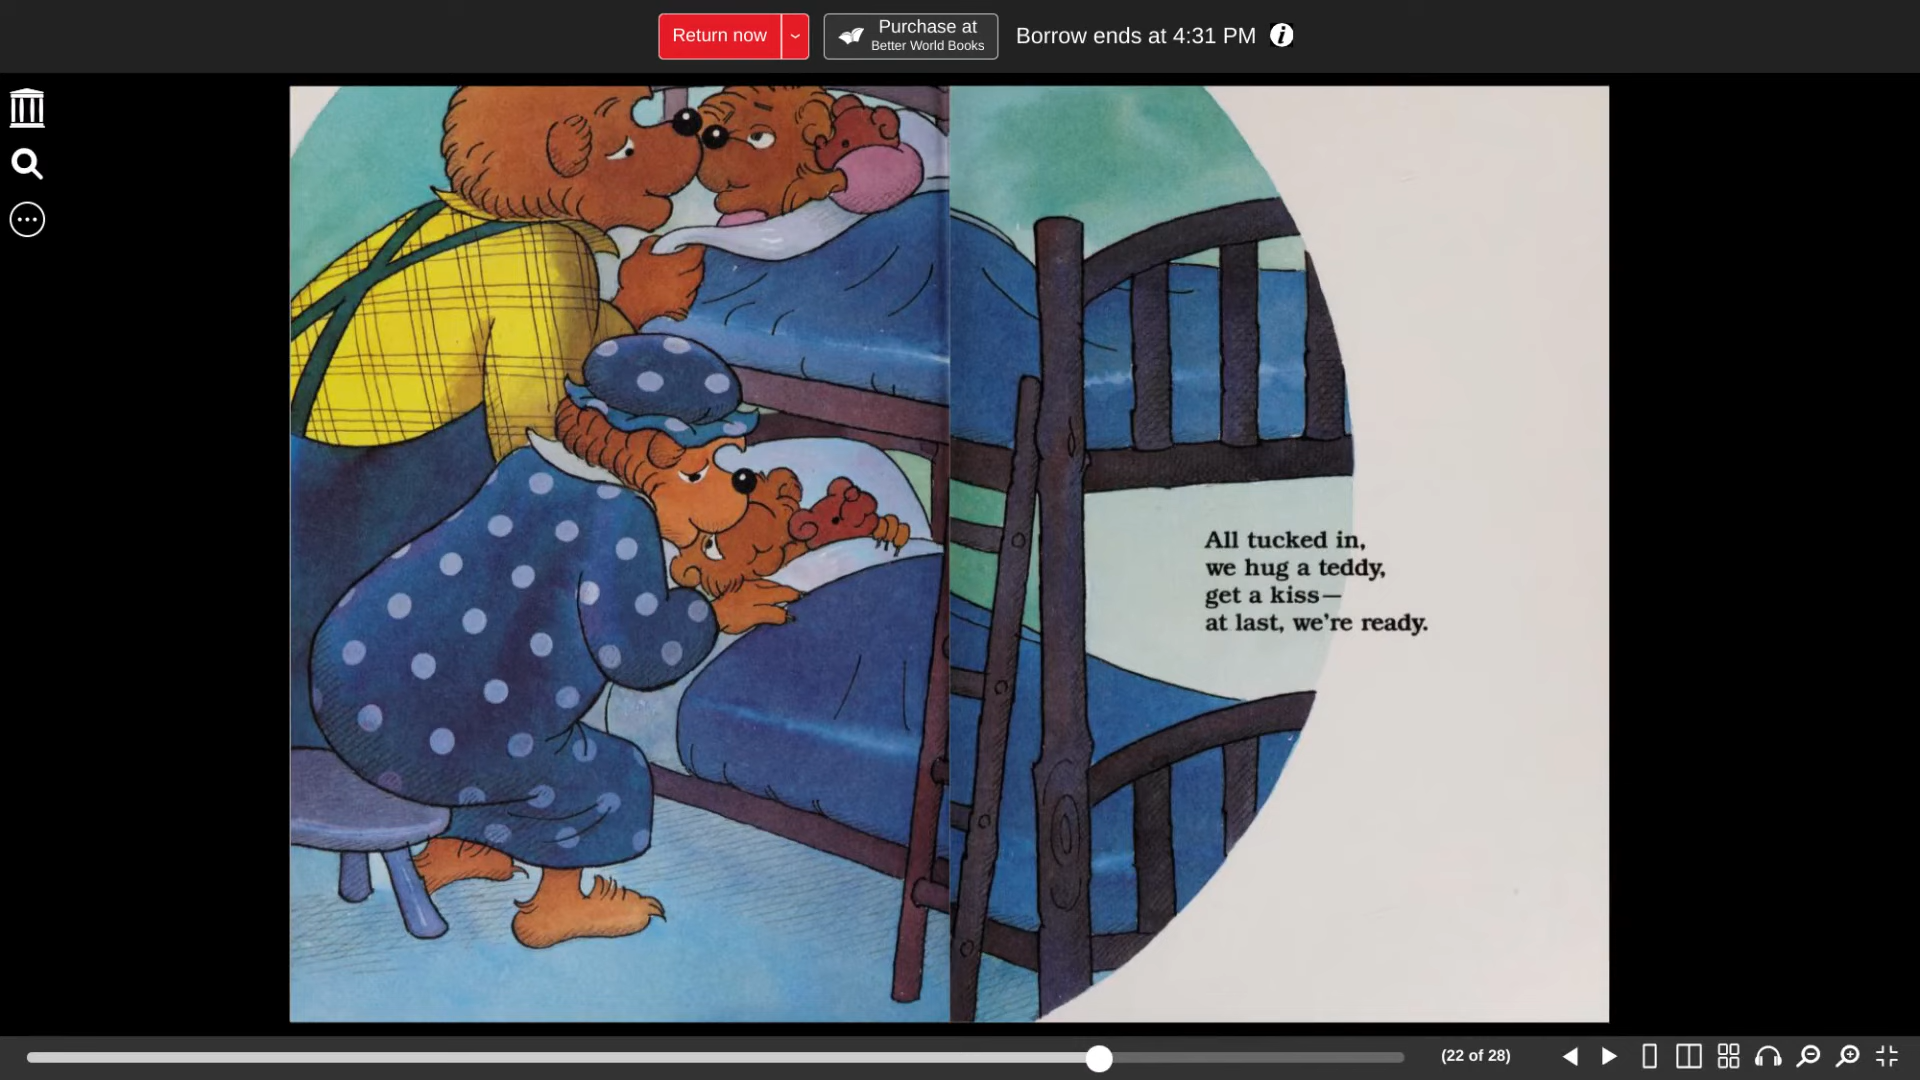 Return now
Purchase at
Better World Books
Borrow ends at 4:31 PM
All tucked in,
we hug a teddy,
get a kiss—
at last, we're ready.
(22 of 28)